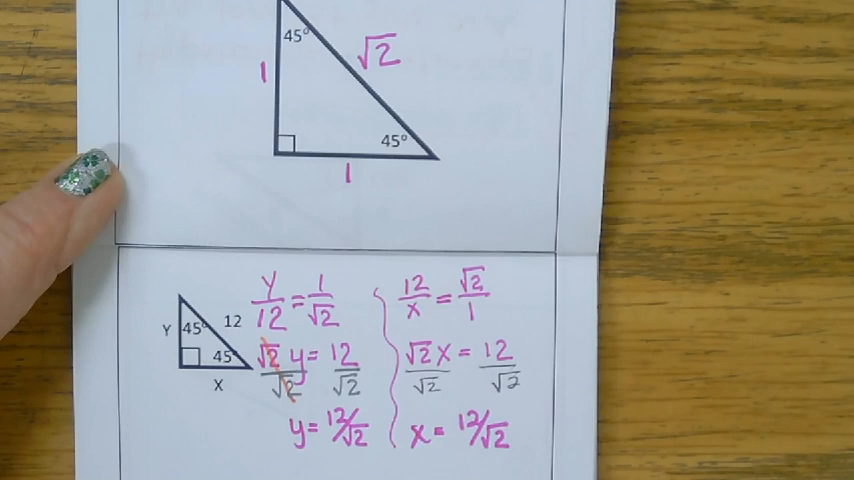 45°
√2
1
45°
1
Y/12 = 1/√2
12/x = √2/1
12
Y
45°
45°
X
√2 y/√2 = 12/√2
√2 x/√2 = 12/√2
y = 12/√2
x = 12/√2